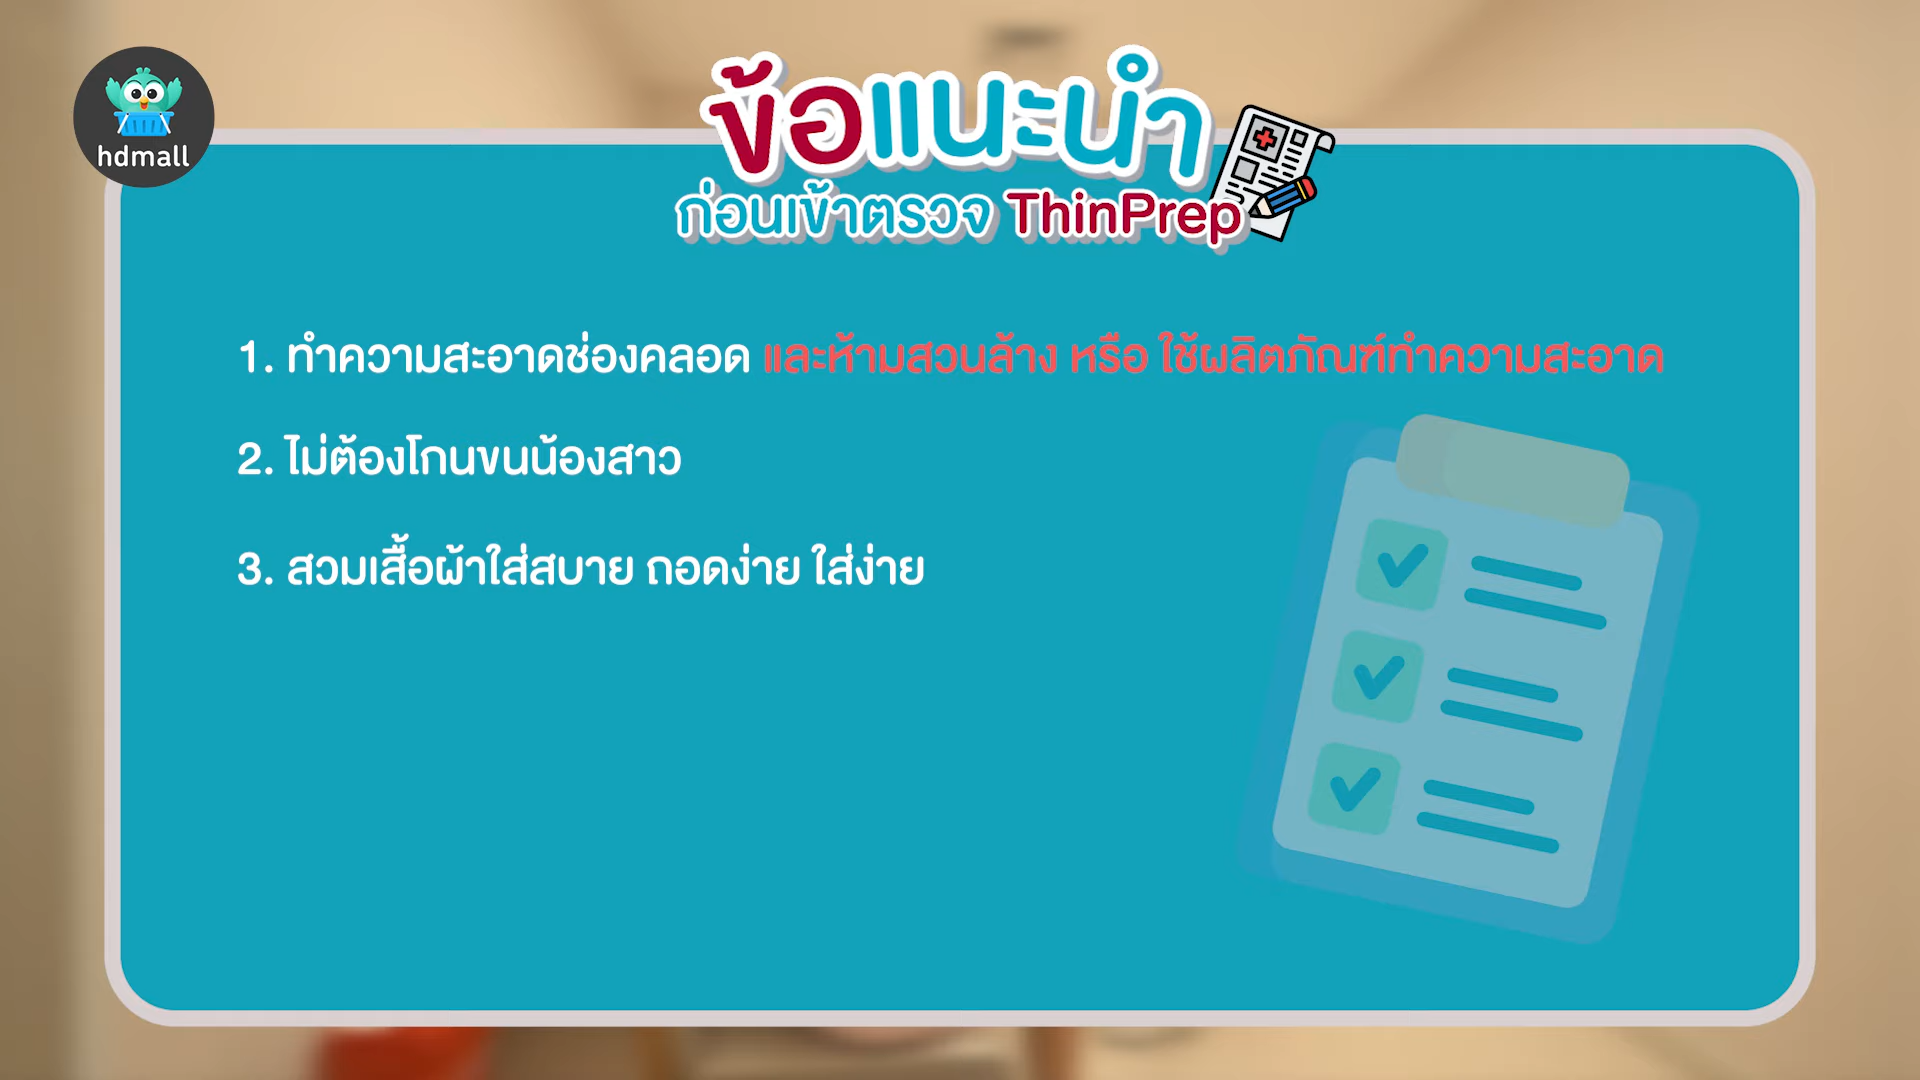 hdmall
ข้อแนะนำ
ก่อนเข้าตรวจ ThinPrep
1. ทำความสะอาดช่องคลอด และห้ามสวนล้าง หรือ ใช้ผลิตภัณฑ์ทำความสะอาด
2. ไม่ต้องโกนขนน้องสาว
3. สวมเสื้อผ้าใส่สบาย ถอดง่าย ใส่ง่าย